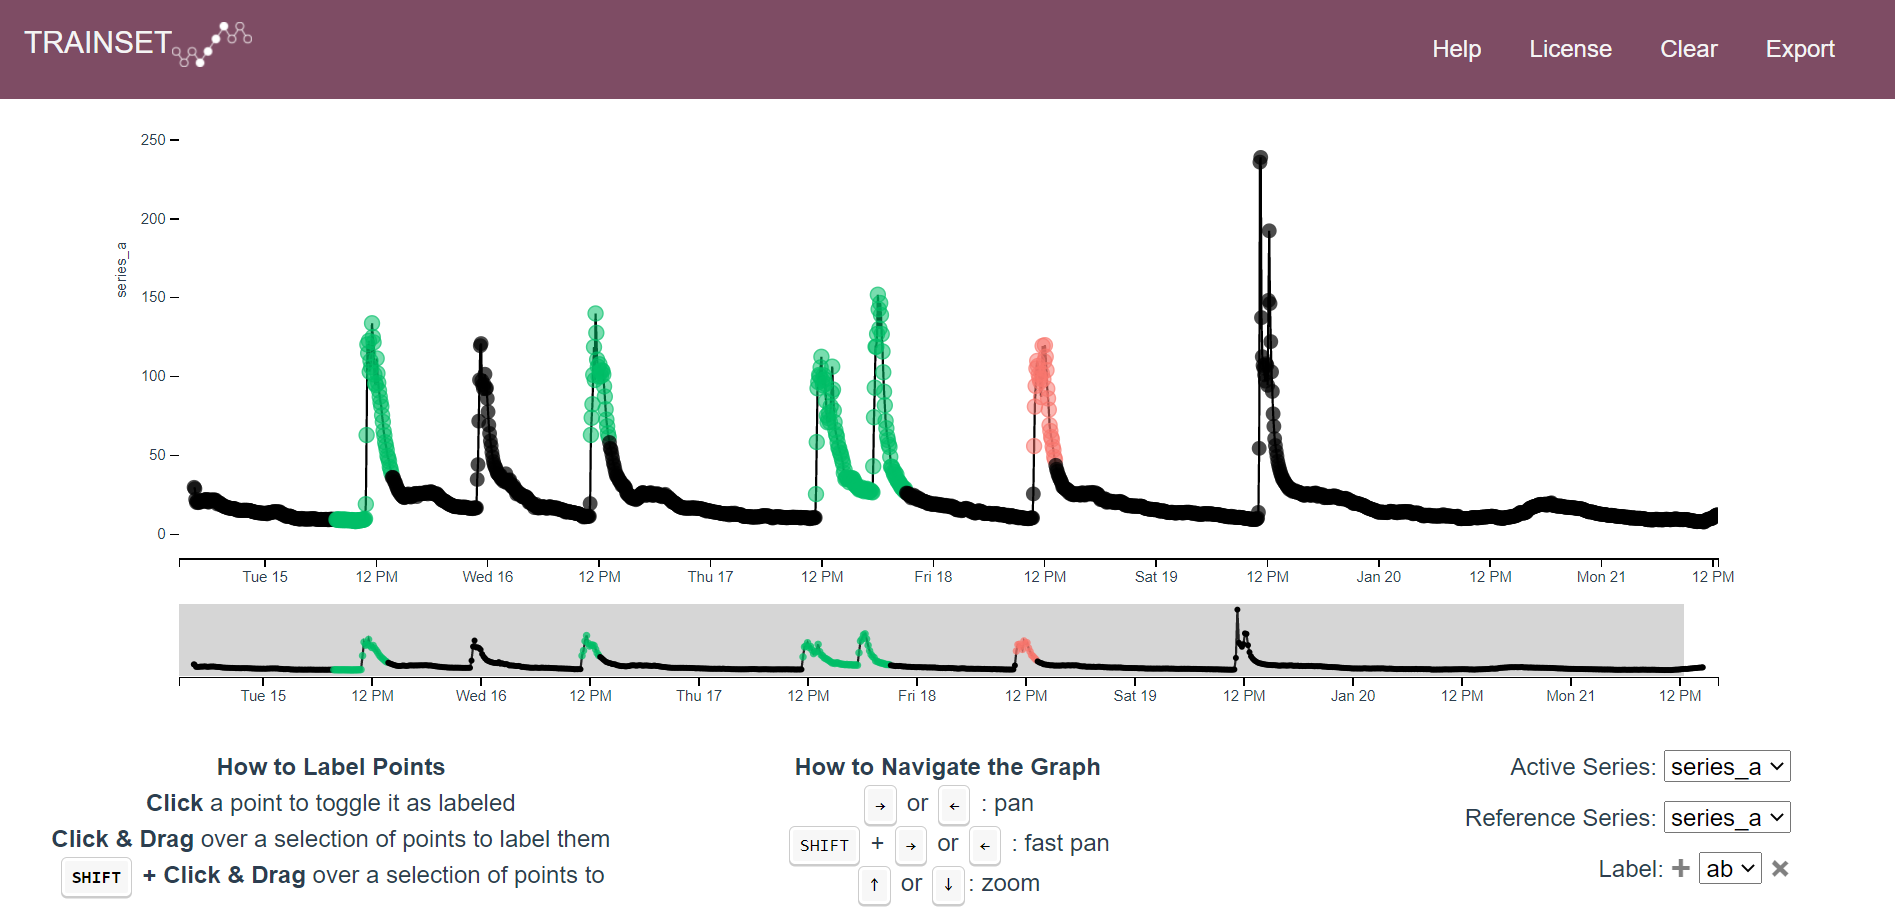 TRAINSET
Help License Clear Export
250
200
150
100
50
0
series_a
Tue 15 12 PM Wed 16 12 PM Thu 17 12 PM Fri 18 12 PM Sat 19 12 PM Jan 20 12 PM Mon 21 12 PM
Tue 15 12 PM Wed 16 12 PM Thu 17 12 PM Fri 18 12 PM Sat 19 12 PM Jan 20 12 PM Mon 21 12 PM
How to Label Points
Click a point to toggle it as labeled
Click & Drag over a selection of points to label them
SHIFT + Click & Drag over a selection of points to
How to Navigate the Graph
→ or ← : pan
SHIFT + → or ← : fast pan
↑ or ↓ : zoom
Active Series: series_a
Reference Series: series_a
Label: + ab ×